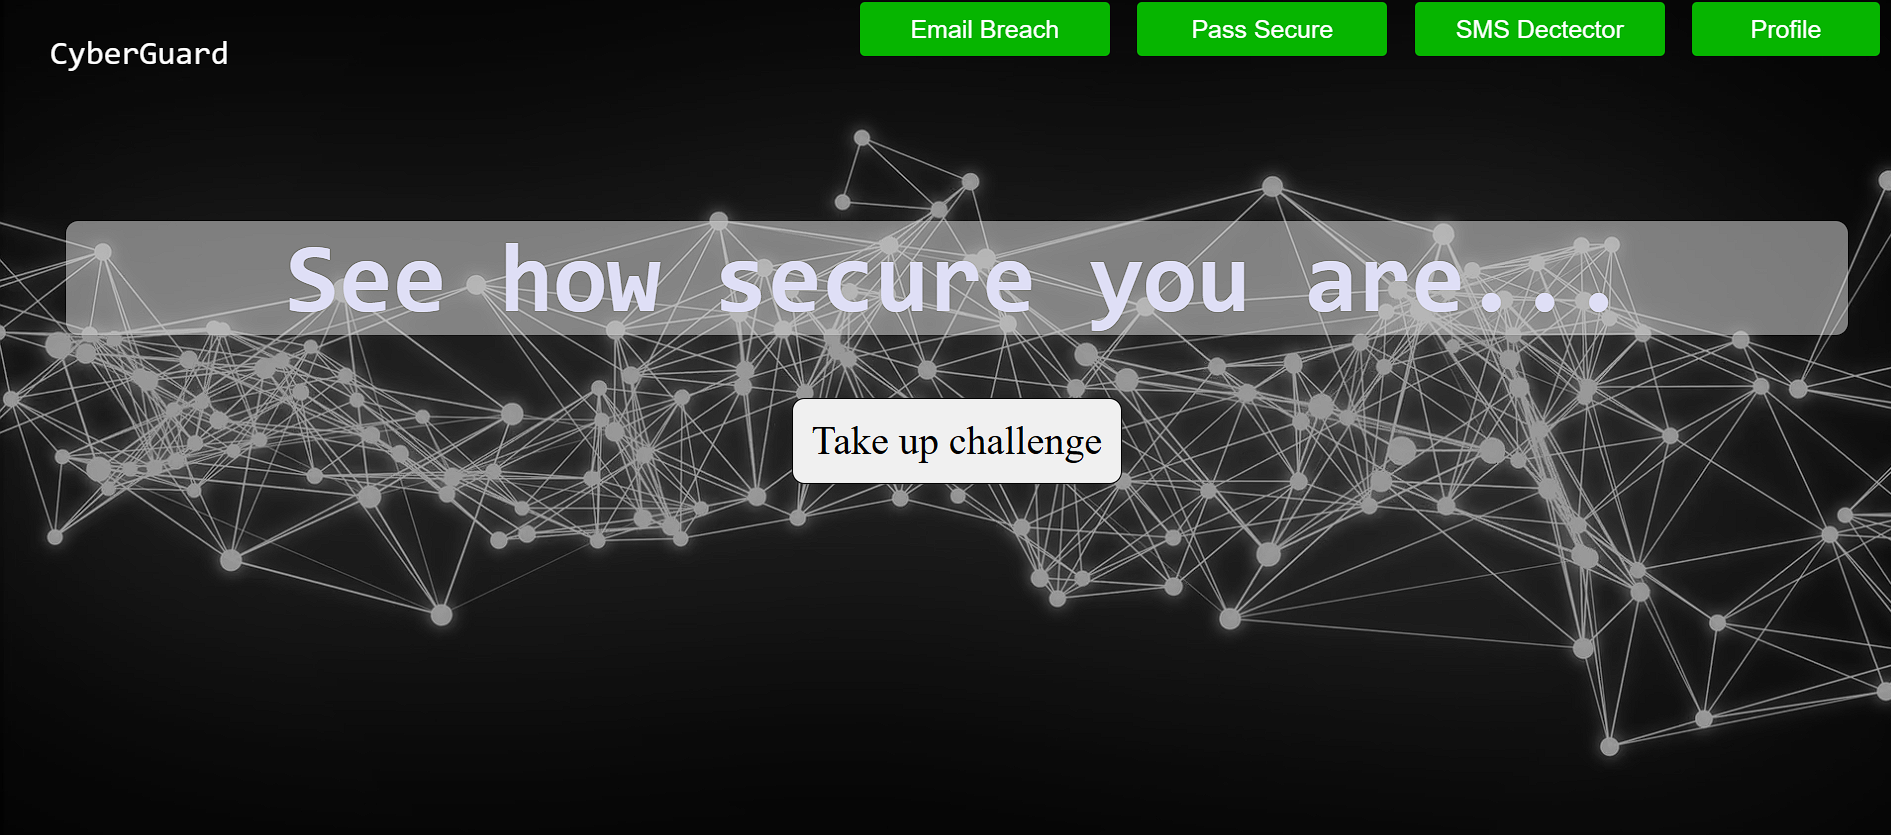 CyberGuard
Email Breach
Pass Secure
SMS Dectector
Profile
See how secure you are...
Take up challenge